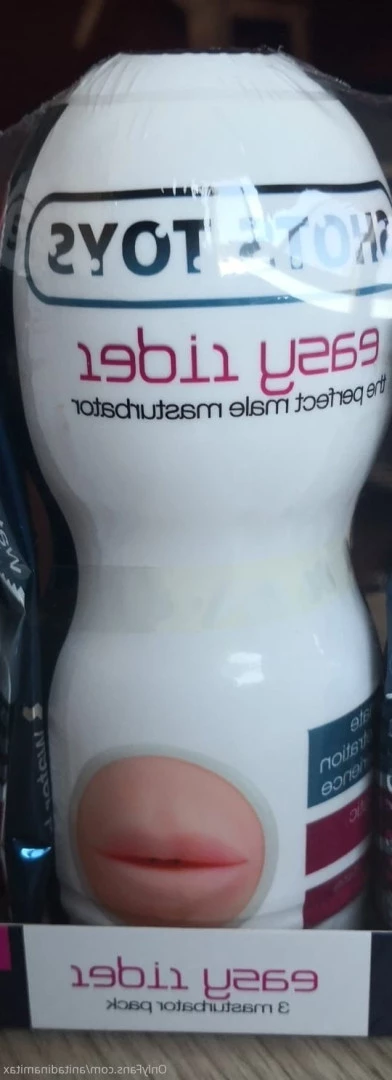 SHOTS TOYS
easy rider
the perfect male masturbator
easy rider
3 masturbator pack
OnlyFans.com/anitadinamitax